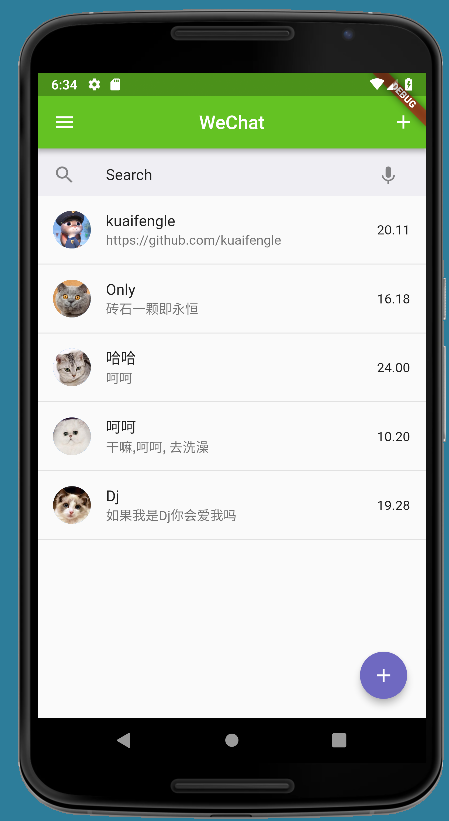 6:34
DEBUG
WeChat
Search
kuaifengle
https://github.com/kuaifengle
20.11
Only
砖石一颗即永恒
16.18
哈哈
呵呵
24.00
呵呵
干嘛,呵呵, 去洗澡
10.20
Dj
如果我是Dj你会爱我吗
19.28